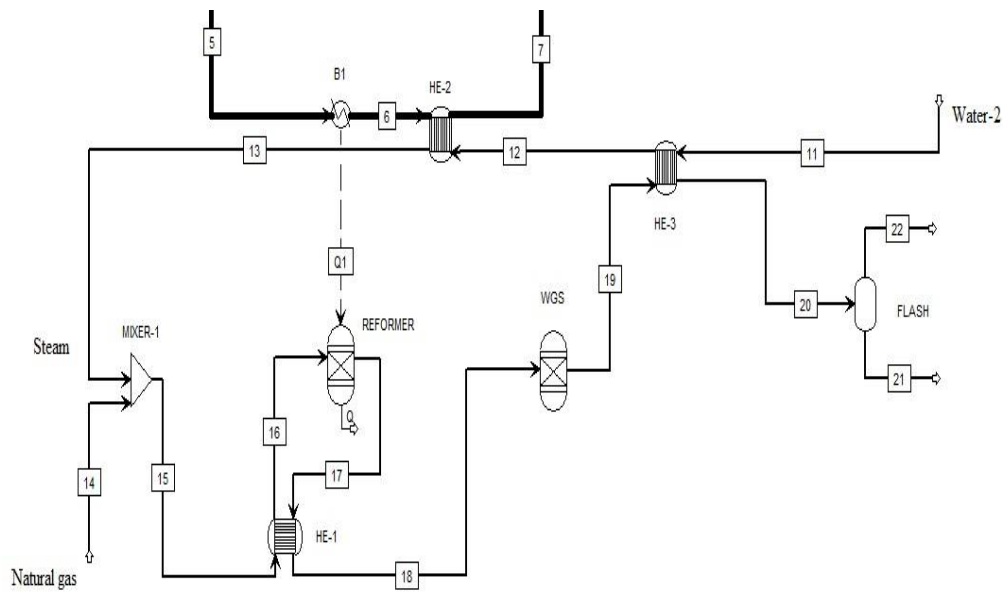 5
7
B1
HE-2
6
Water-2
13
12
11
HE-3
22
Q1
19
WGS
20
FLASH
REFORMER
MIXER-1
Steam
21
Q
16
17
14
15
HE-1
18
Natural gas